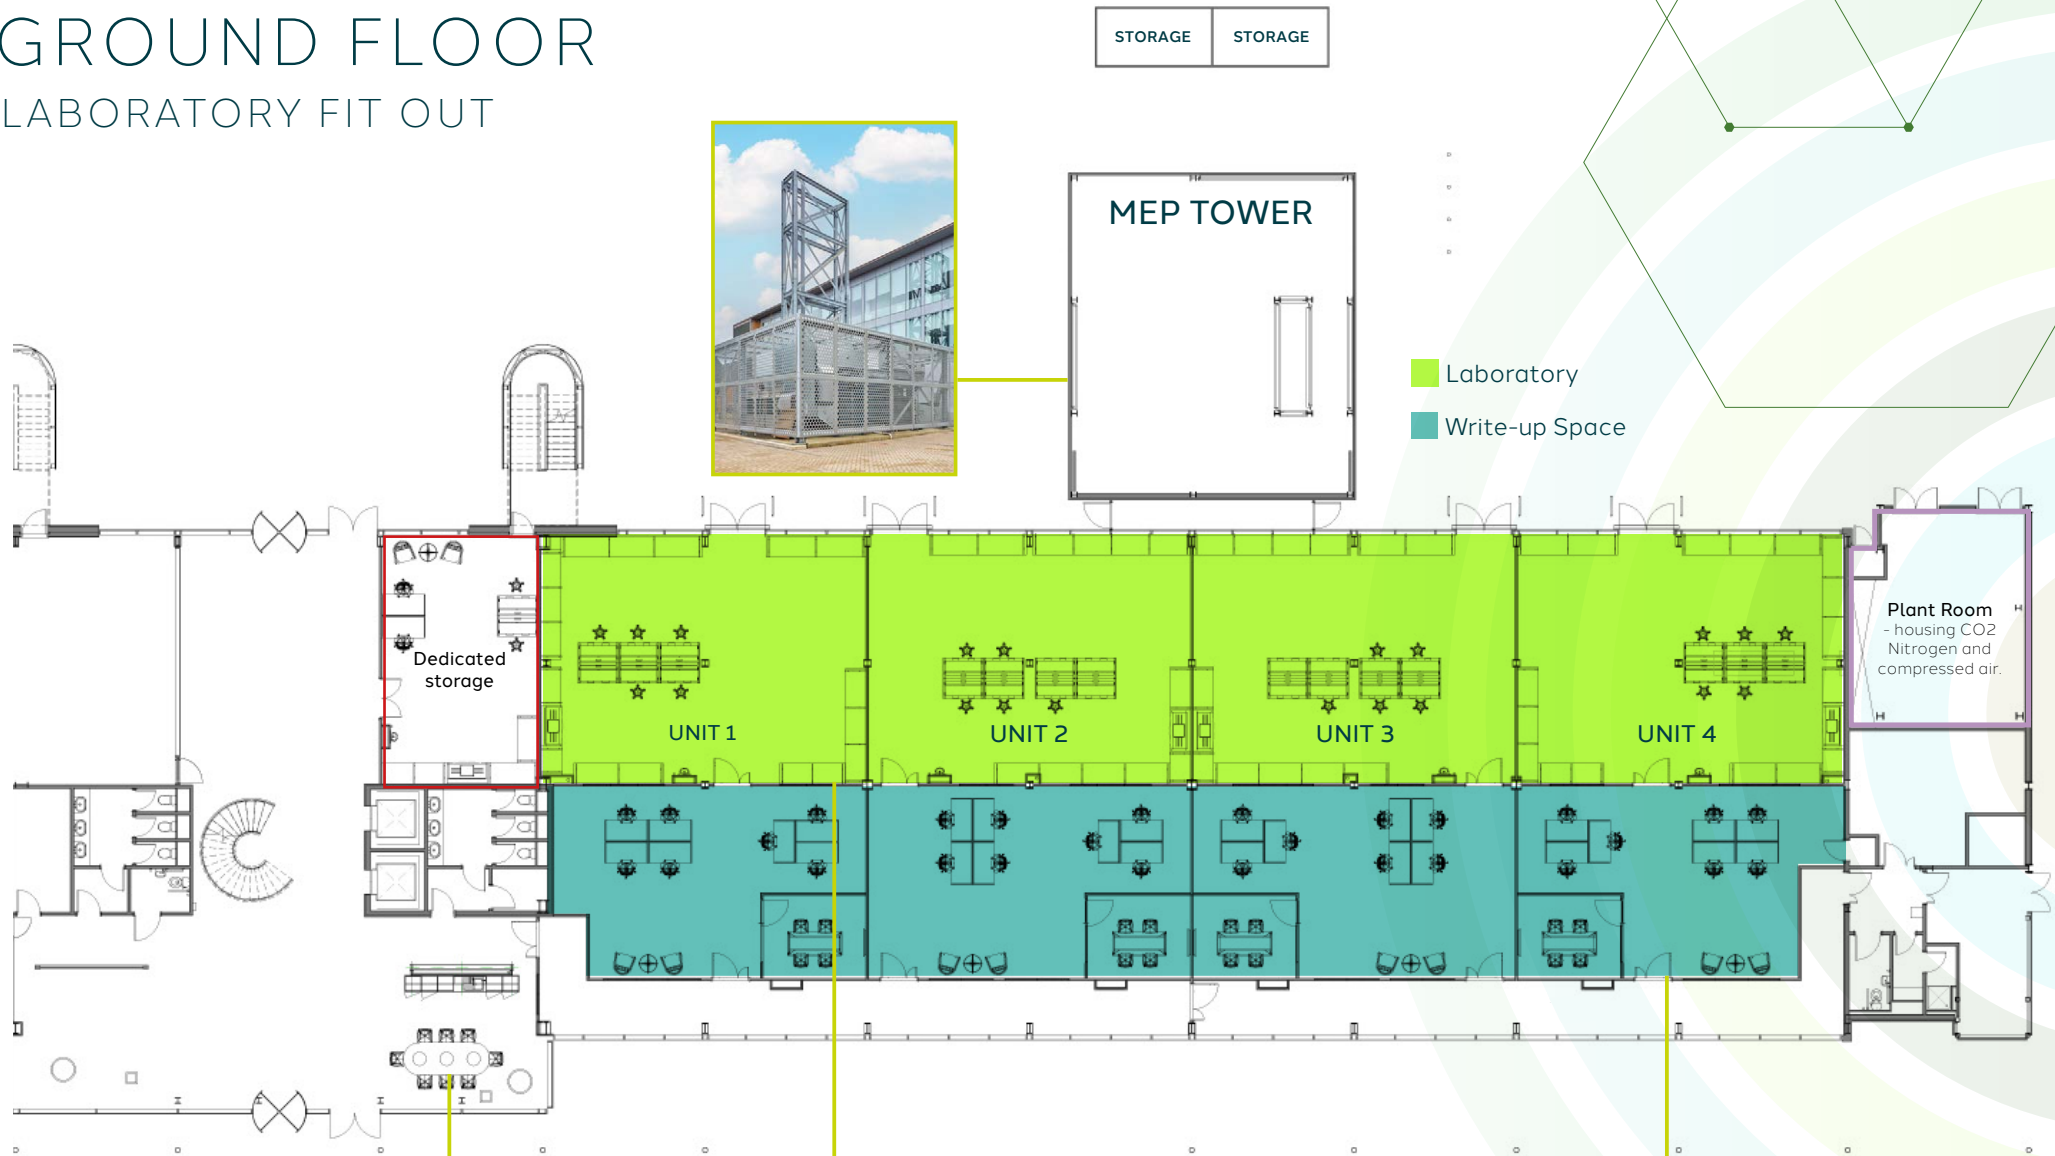 GROUND FLOOR
LABORATORY FIT OUT
STORAGE
STORAGE
MEP TOWER
Laboratory
Write-up Space
Dedicated
storage
UNIT 1
UNIT 2
UNIT 3
UNIT 4
Plant Room
- housing CO2
Nitrogen and
compressed air.